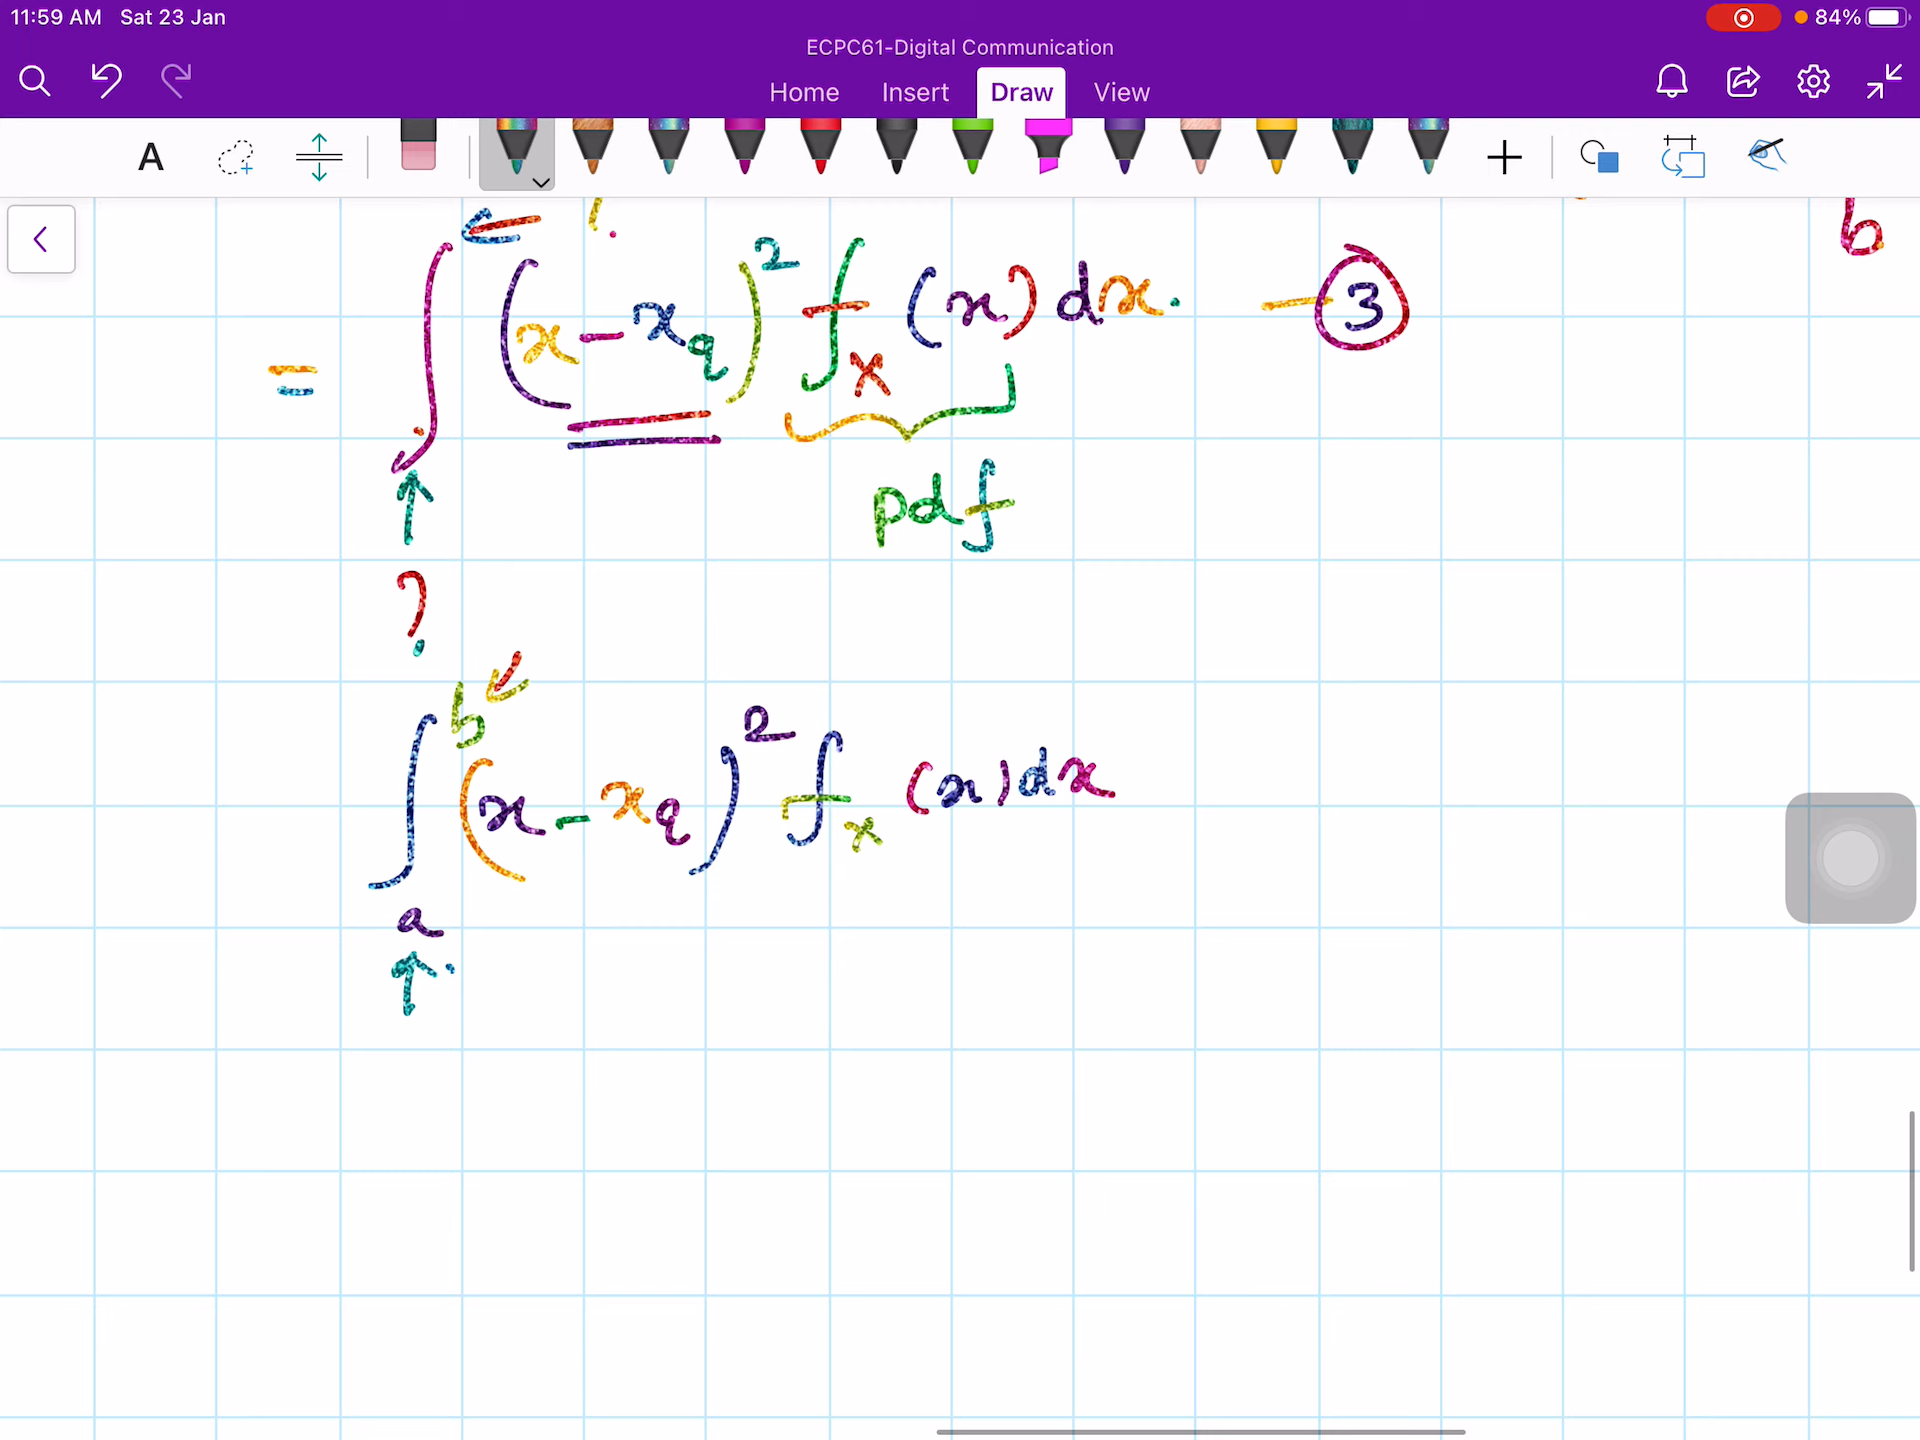 11:59 AM Sat 23 Jan
84%
ECPC61-Digital Communication
Home Insert Draw View
A
?
b
= ∫ (x - x_q)² f_X (x) dx. - ③
pdf
?
b
∫ (x - x_q)² f_x (x) dx
a